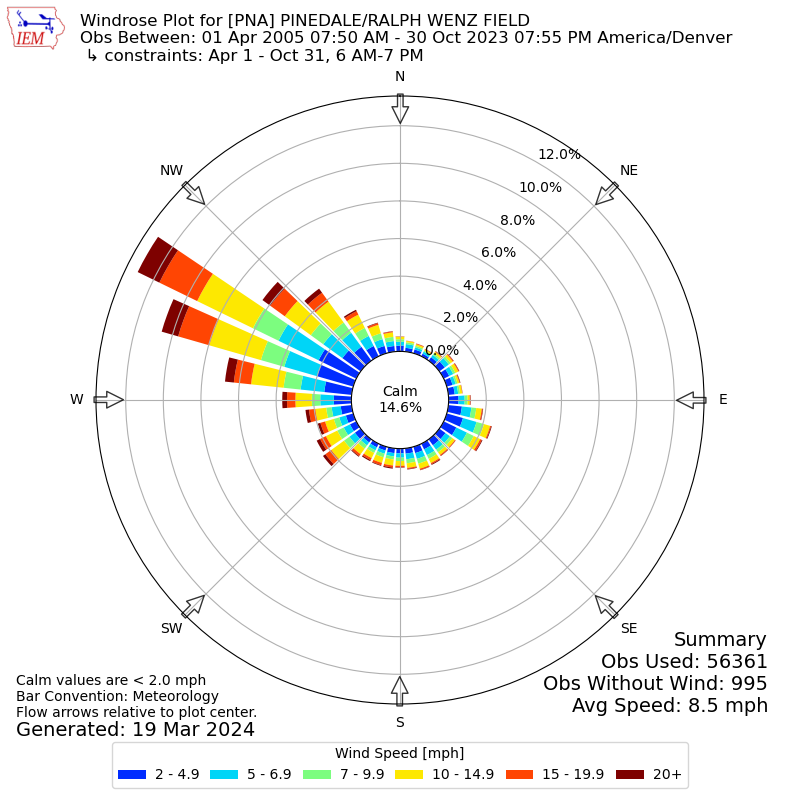 IEM
Windrose Plot for [PNA] PINEDALE/RALPH WENZ FIELD
Obs Between: 01 Apr 2005 07:50 AM - 30 Oct 2023 07:55 PM America/Denver
↳ constraints: Apr 1 - Oct 31, 6 AM-7 PM
N
NW
NE
12.0%
10.0%
8.0%
6.0%
4.0%
2.0%
0.0%
W
Calm
14.6%
E
SW
SE
S
Summary
Obs Used: 56361
Obs Without Wind: 995
Avg Speed: 8.5 mph
Calm values are < 2.0 mph
Bar Convention: Meteorology
Flow arrows relative to plot center.
Generated: 19 Mar 2024
Wind Speed [mph]
2 - 4.9 5 - 6.9 7 - 9.9 10 - 14.9 15 - 19.9 20+